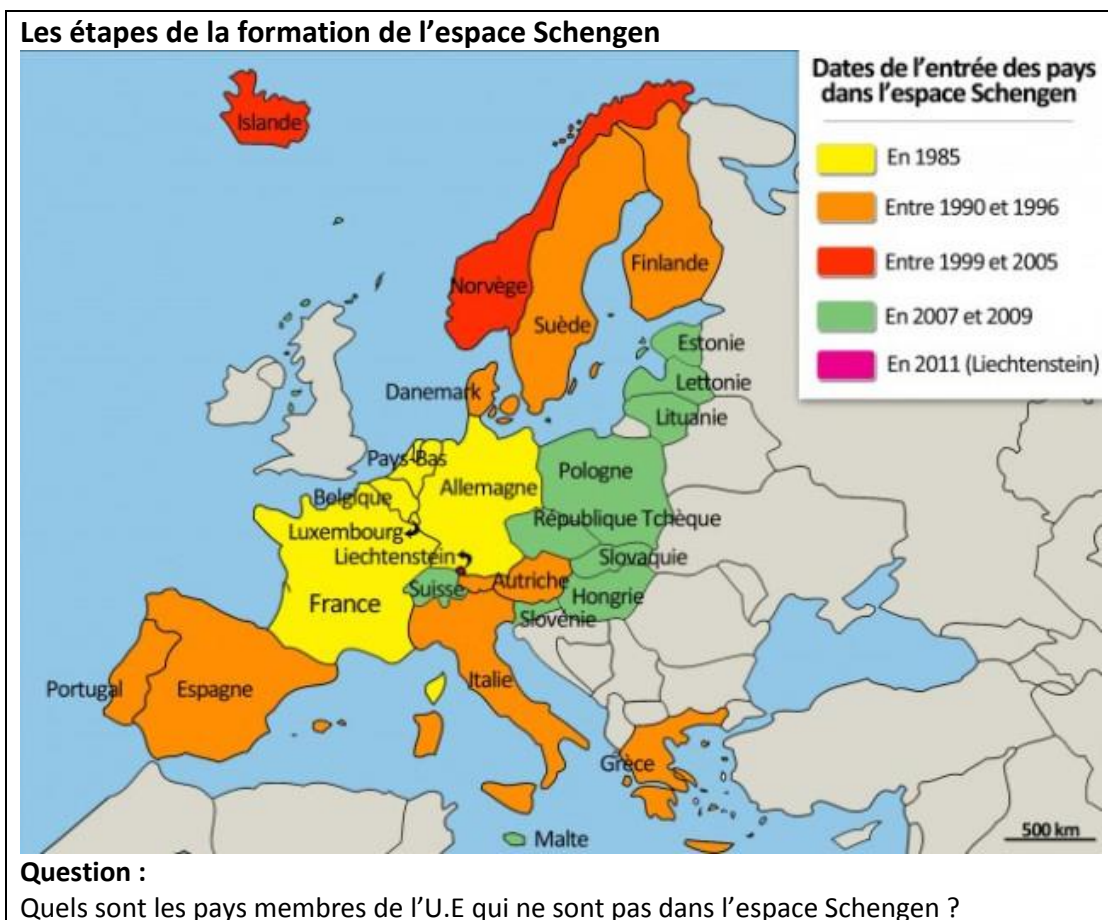 Les étapes de la formation de l’espace Schengen
Dates de l'entrée des pays
dans l'espace Schengen
En 1985
Entre 1990 et 1996
Entre 1999 et 2005
En 2007 et 2009
En 2011 (Liechtenstein)
Islande
Norvège
Finlande
Suède
Estonie
Lettonie
Lituanie
Danemark
Pays-Bas
Allemagne
Pologne
Belgique
Luxembourg
République Tchèque
Liechtenstein
Slovaquie
Suisse
Autriche
Hongrie
France
Slovénie
Portugal
Espagne
Italie
Grèce
Malte
500 km
Question :
Quels sont les pays membres de l’U.E qui ne sont pas dans l’espace Schengen ?